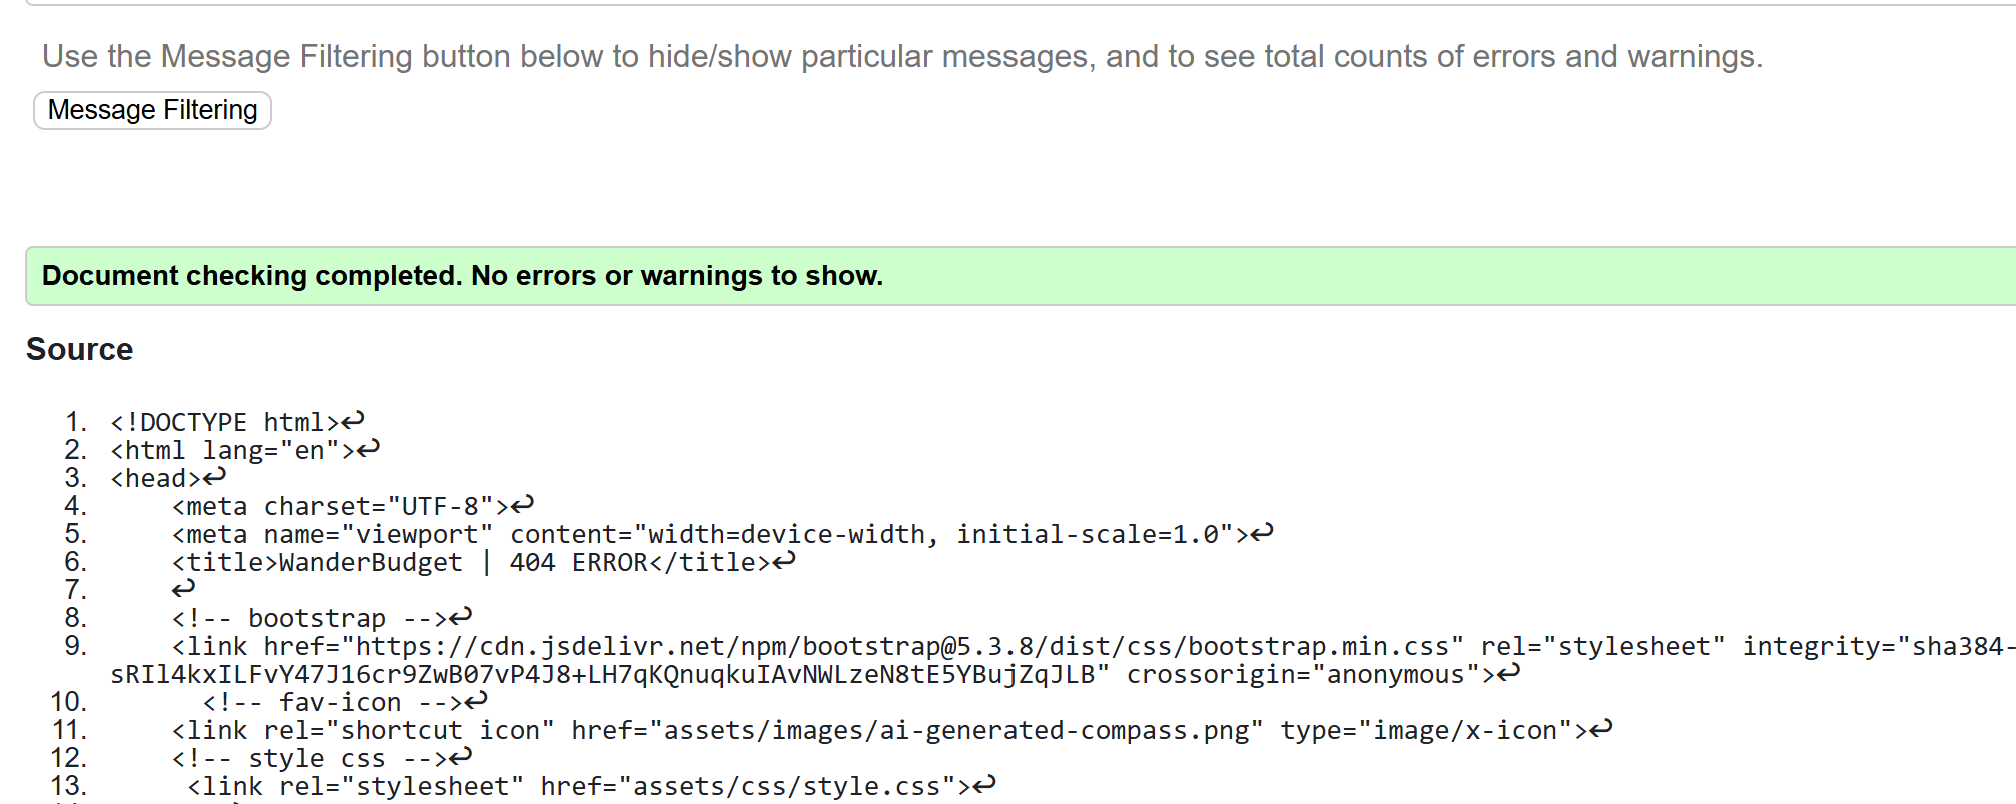 Use the Message Filtering button below to hide/show particular messages, and to see total counts of errors and warnings.
Message Filtering
Document checking completed. No errors or warnings to show.
Source
1. <!DOCTYPE html>↩
2. <html lang="en">↩
3. <head>↩
4. <meta charset="UTF-8">↩
5. <meta name="viewport" content="width=device-width, initial-scale=1.0">↩
6. <title>WanderBudget | 404 ERROR</title>↩
7. ↩
8. <!-- bootstrap -->↩
9. <link href="https://cdn.jsdelivr.net/npm/bootstrap@5.3.8/dist/css/bootstrap.min.css" rel="stylesheet" integrity="sha384-
sRIl4kxILFvY47J16cr9ZwB07vP4J8+LH7qKQnuqkuIAvNWLzeN8tE5YBujZqJLB" crossorigin="anonymous">↩
10. <!-- fav-icon -->↩
11. <link rel="shortcut icon" href="assets/images/ai-generated-compass.png" type="image/x-icon">↩
12. <!-- style css -->↩
13. <link rel="stylesheet" href="assets/css/style.css">↩